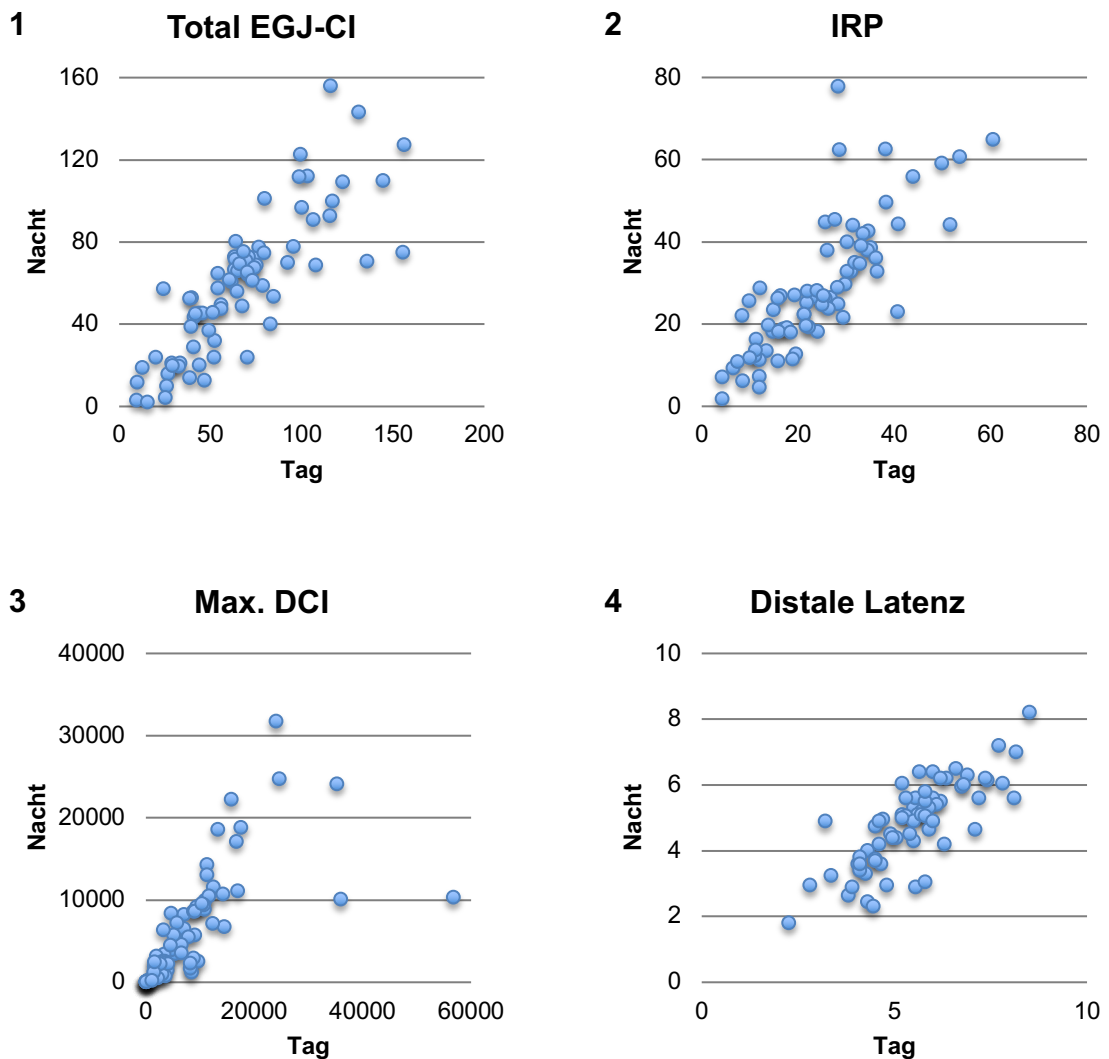 1 Total EGJ-CI
160
120
80
40
0
Nacht
0 50 100 150 200
Tag
2 IRP
80
60
40
20
0
Nacht
0 20 40 60 80
Tag
3 Max. DCI
40000
30000
20000
10000
0
Nacht
0 20000 40000 60000
Tag
4 Distale Latenz
10
8
6
4
2
0
Nacht
0 5 10
Tag